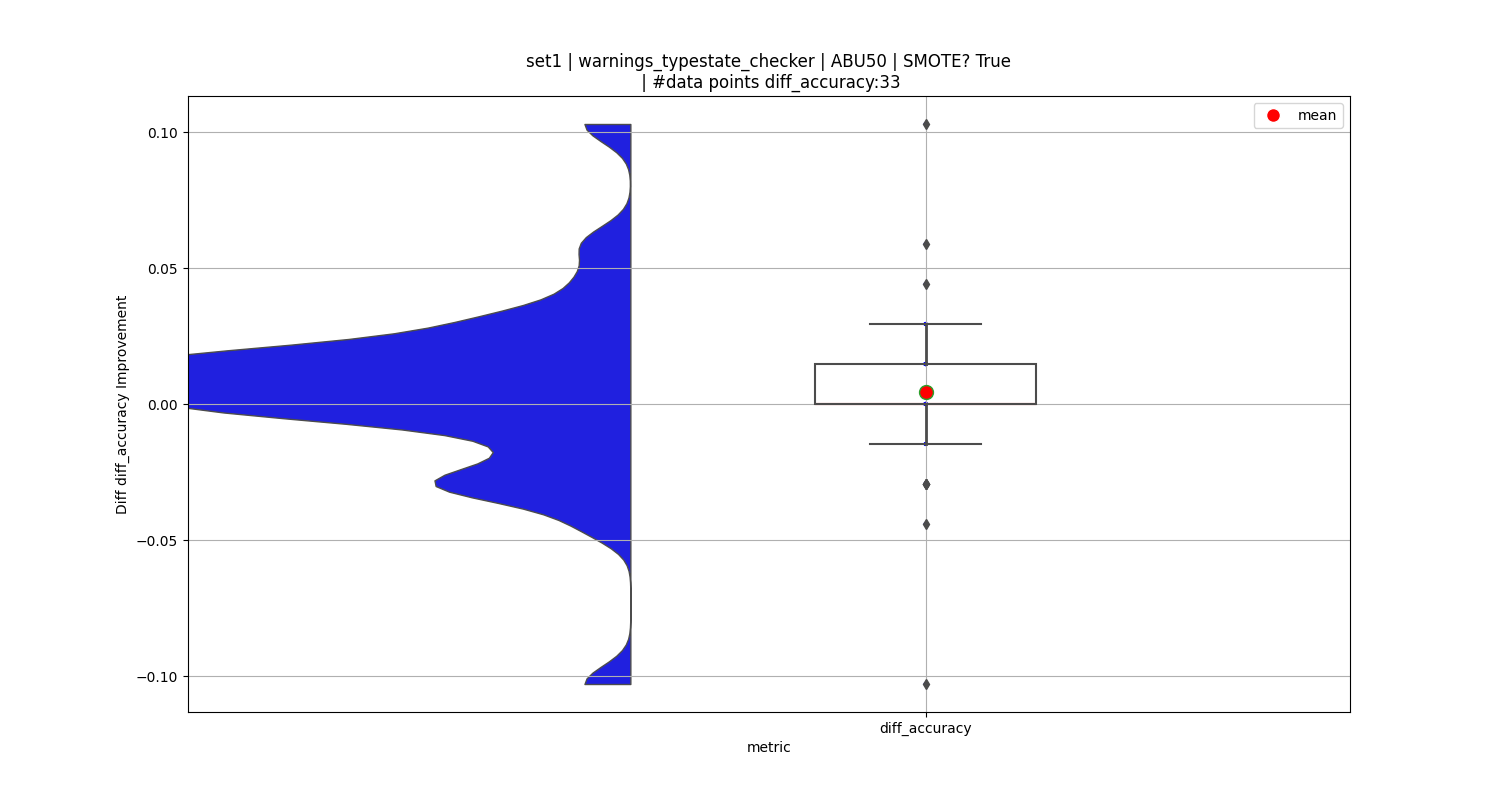 set1 | warnings_typestate_checker | ABU50 | SMOTE? True
| #data points diff_accuracy:33
mean
0.10
0.05
0.00
−0.05
−0.10
Diff diff_accuracy Improvement
diff_accuracy
metric